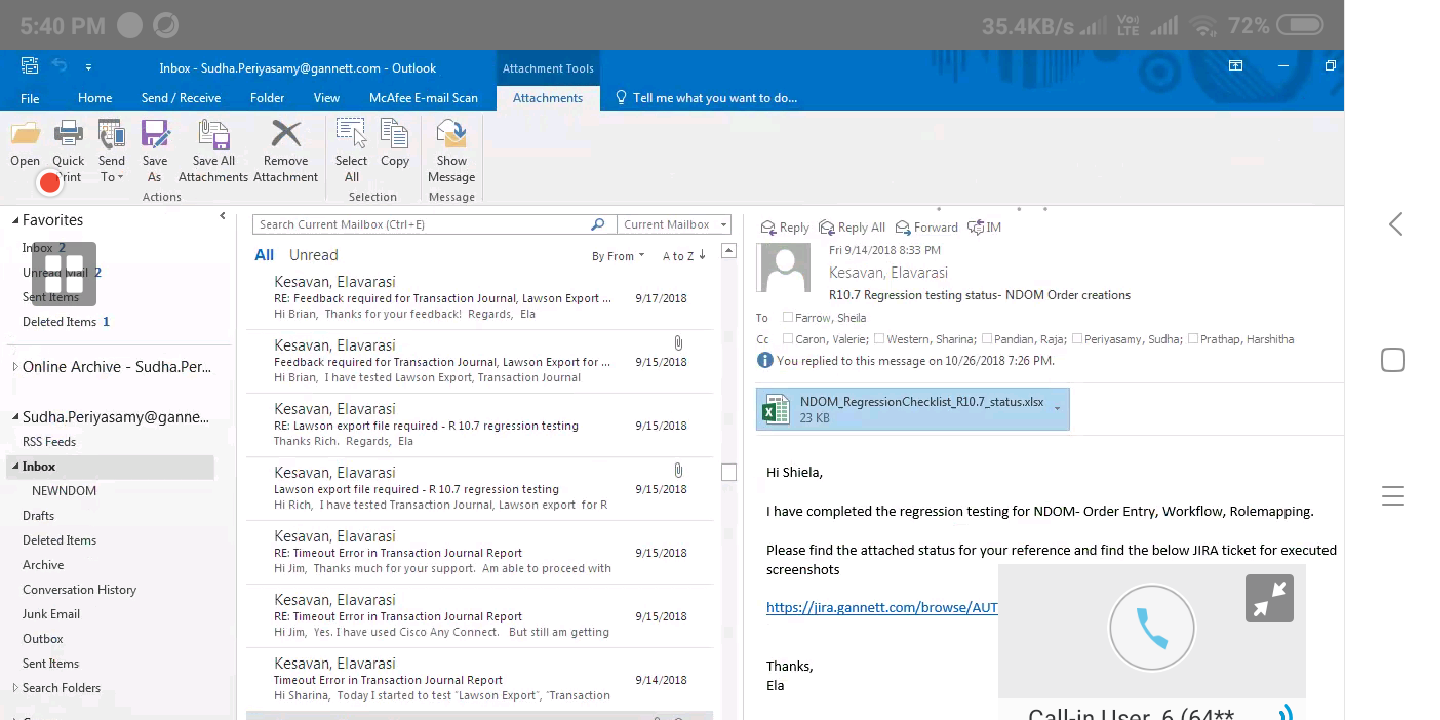 5:40 PM 35.4KB/s Vo) LTE 72%
Inbox - Sudha.Periyasamy@gannett.com - Outlook Attachment Tools
File Home Send / Receive Folder View McAfee E-mail Scan Attachments Tell me what you want to do...
Open Quick Print Send To Save As Save All Attachments Remove Attachment Select All Copy Show Message
Actions Selection Message
Favorites
Inbox 2
Unread Mail 2
Sent Items
Deleted Items 1
Online Archive - Sudha.Per...
Sudha.Periyasamy@ganne...
RSS Feeds
Inbox
NEWNDOM
Drafts
Deleted Items
Archive
Conversation History
Junk Email
Outbox
Sent Items
Search Folders
Search Current Mailbox (Ctrl+E) Current Mailbox
All Unread By From A to Z
Kesavan, Elavarasi
RE: Feedback required for Transaction Journal, Lawson Export ... 9/17/2018
Hi Brian, Thanks for your feedback! Regards, Ela
Kesavan, Elavarasi
Feedback required for Transaction Journal, Lawson Export for ... 9/15/2018
Hi Brian, I have tested Lawson Export, Transaction Journal
Kesavan, Elavarasi
RE: Lawson export file required - R 10.7 regression testing 9/15/2018
Thanks Rich. Regards, Ela
Kesavan, Elavarasi
Lawson export file required - R 10.7 regression testing 9/15/2018
Hi Rich, I have tested Transaction Journal, Lawson export for R
Kesavan, Elavarasi
RE: Timeout Error in Transaction Journal Report 9/15/2018
Hi Jim, Thanks much for your support. Am able to proceed with
Kesavan, Elavarasi
RE: Timeout Error in Transaction Journal Report 9/15/2018
Hi Jim, Yes. I have used Cisco Any Connect. But still am getting
Kesavan, Elavarasi
Timeout Error in Transaction Journal Report 9/14/2018
Hi Sharina, Today I started to test "Lawson Export", "Transaction
Reply Reply All Forward IM
Fri 9/14/2018 8:33 PM
Kesavan, Elavarasi
R10.7 Regression testing status- NDOM Order creations
To Farrow, Sheila
Cc Caron, Valerie; Western, Sharina; Pandian, Raja; Periyasamy, Sudha; Prathap, Harshitha
You replied to this message on 10/26/2018 7:26 PM.
NDOM_RegressionChecklist_R10.7_status.xlsx
23 KB
Hi Shiela,
I have completed the regression testing for NDOM- Order Entry, Workflow, Rolemapping.
Please find the attached status for your reference and find the below JIRA ticket for executed
screenshots
https://jira.gannett.com/browse/AUT
Thanks,
Ela
Call-in User_6 (64**